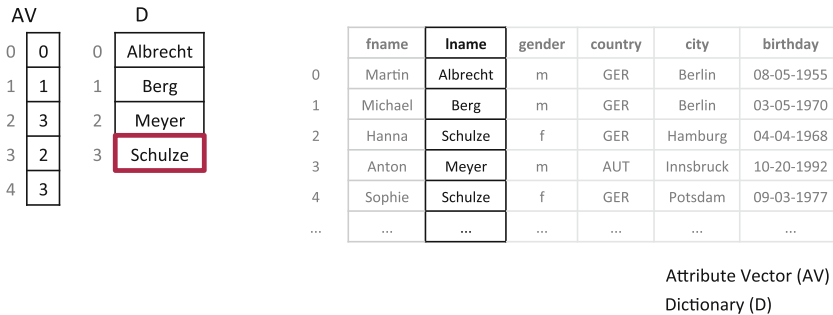 AV D
0 0 0 Albrecht
1 1 1 Berg
2 3 2 Meyer
3 2 3 Schulze
4 3
fname lname gender country city birthday
0 Martin Albrecht m GER Berlin 08-05-1955
1 Michael Berg m GER Berlin 03-05-1970
2 Hanna Schulze f GER Hamburg 04-04-1968
3 Anton Meyer m AUT Innsbruck 10-20-1992
4 Sophie Schulze f GER Potsdam 09-03-1977
... ... ... ... ... ... ...
Attribute Vector (AV)
Dictionary (D)